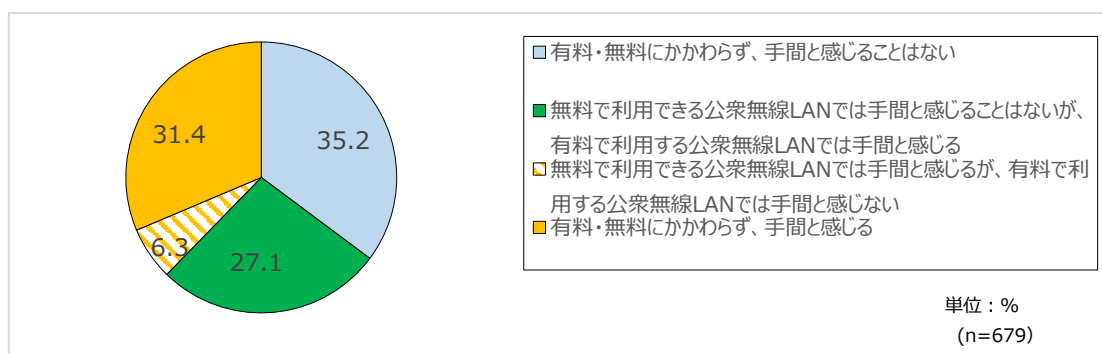 35.2
27.1
6.3
31.4
有料・無料にかかわらず、手間と感じることはない
無料で利用できる公衆無線LANでは手間と感じることはないが、
有料で利用する公衆無線LANでは手間と感じる
無料で利用できる公衆無線LANでは手間と感じるが、有料で利
用する公衆無線LANでは手間と感じない
有料・無料にかかわらず、手間と感じる
単位：%
(n=679)